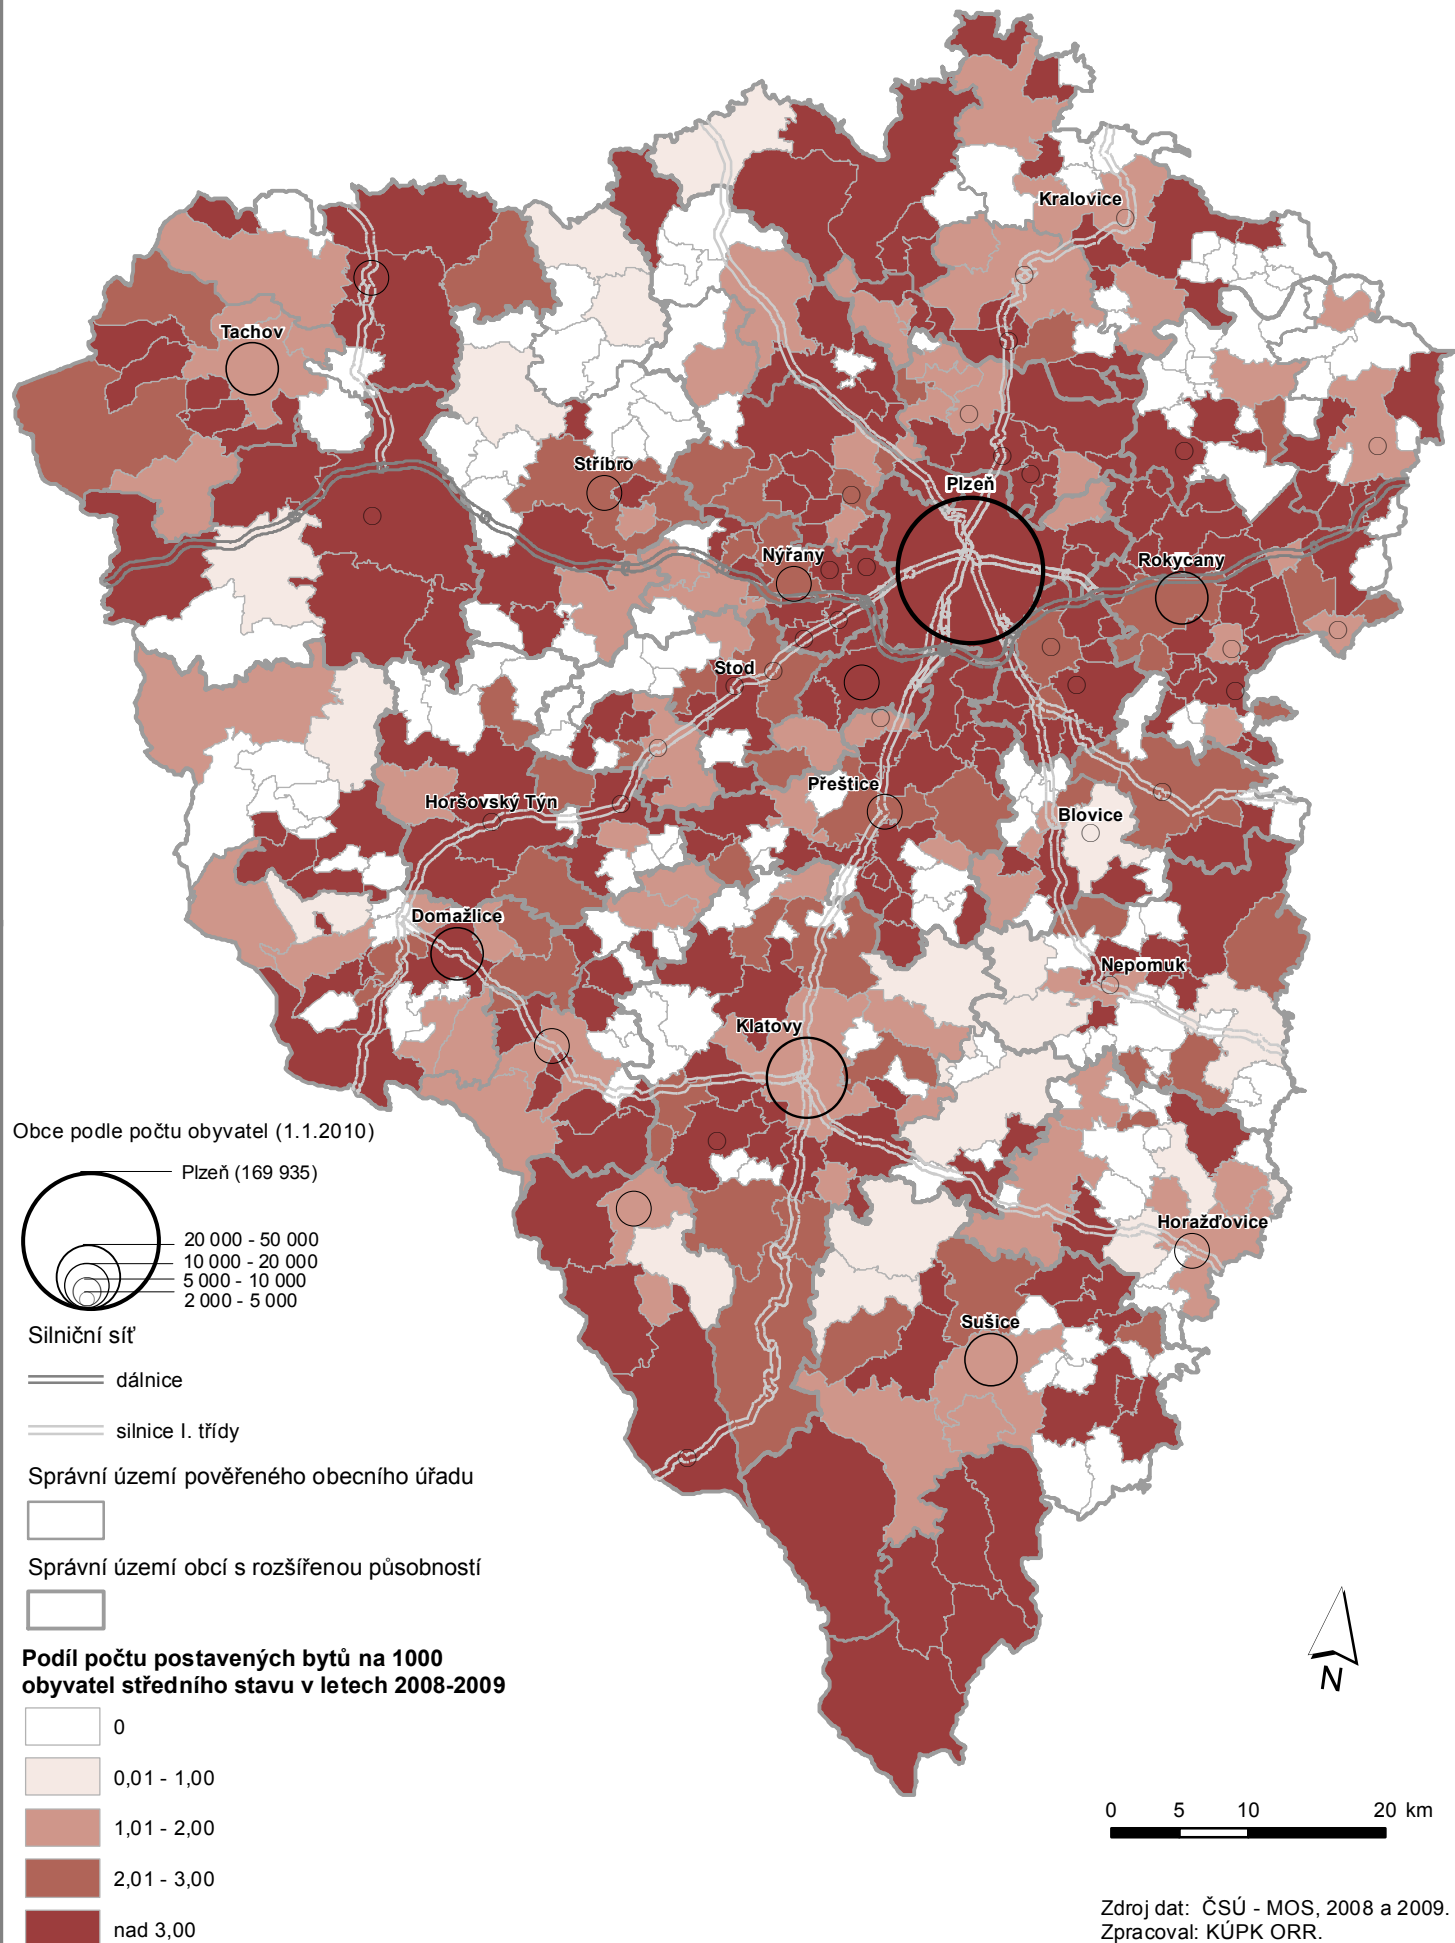 Kralovice
Tachov
Stříbro
Plzeň
Nýřany
Rokycany
Stod
Přeštice
Horšovský Týn
Blovice
Domažlice
Nepomuk
Klatovy
Horažďovice
Sušice
Obce podle počtu obyvatel (1.1.2010)
Plzeň (169 935)
20 000 - 50 000
10 000 - 20 000
5 000 - 10 000
2 000 - 5 000
Silniční síť
dálnice
silnice I. třídy
Správní území pověřeného obecního úřadu
Správní území obcí s rozšířenou působností
Podíl počtu postavených bytů na 1000
obyvatel středního stavu v letech 2008-2009
0
0,01 - 1,00
1,01 - 2,00
2,01 - 3,00
nad 3,00
N
0 5 10 20 km
Zdroj dat: ČSÚ - MOS, 2008 a 2009.
Zpracoval: KÚPK ORR.